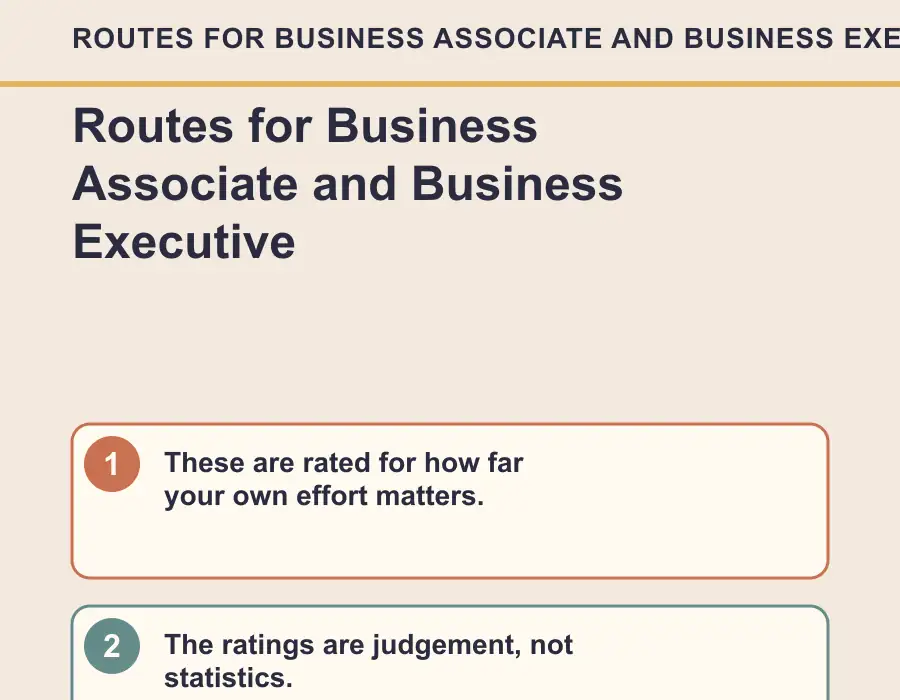 ROUTES FOR BUSINESS ASSOCIATE AND BUSINESS EXE
Routes for Business
Associate and Business
Executive
1
These are rated for how far
your own effort matters.
2
The ratings are judgement, not
statistics.